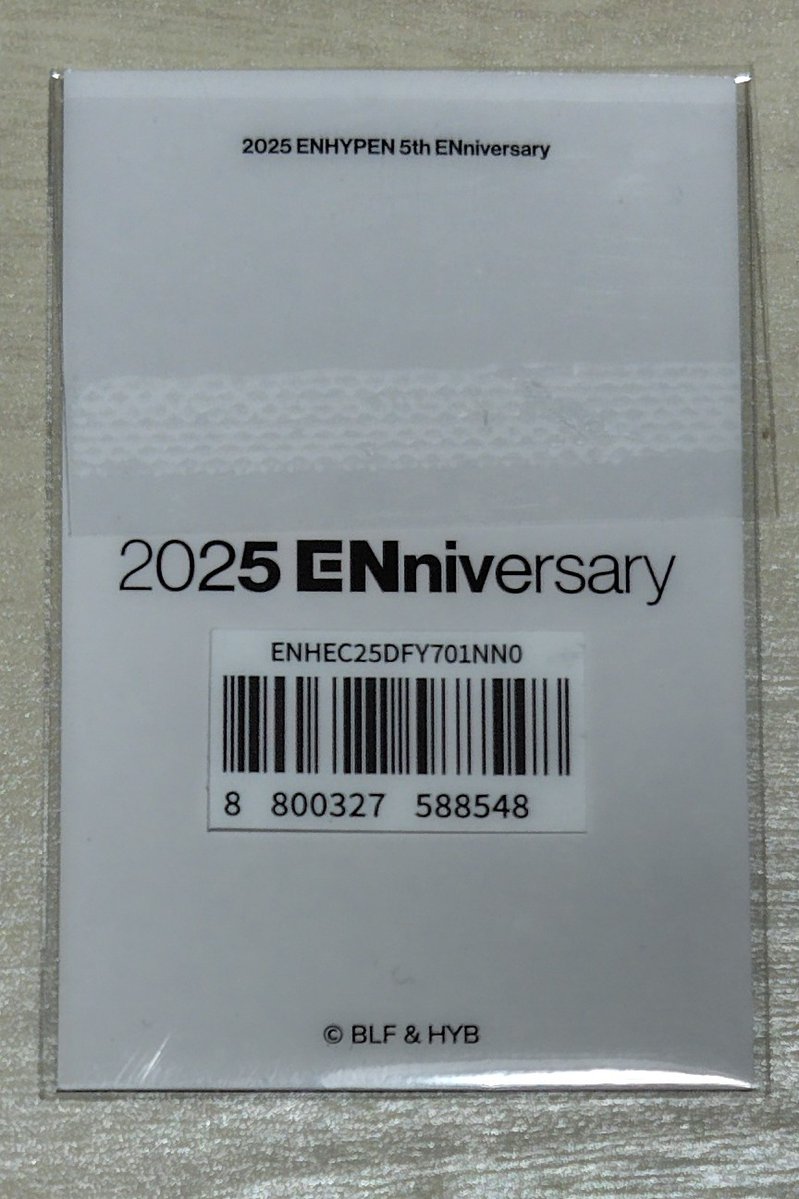 2025 ENHYPEN 5th ENniversary
2025 ENniversary
ENHEC25DFY701NN0
8 800327 588548
© BLF & HYB